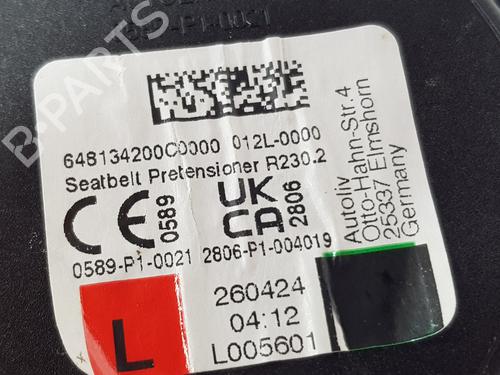 B-PARTS
648134200C0000 012L-0000
Seatbelt Pretensioner R230.2
CE 0589
UK CA 2806
0589-P1-0021 2806-P1-004019
Autoliv
Otto-Hahn-Str.4
25337 Elmshorn
Germany
L
260424
04:12
L005601